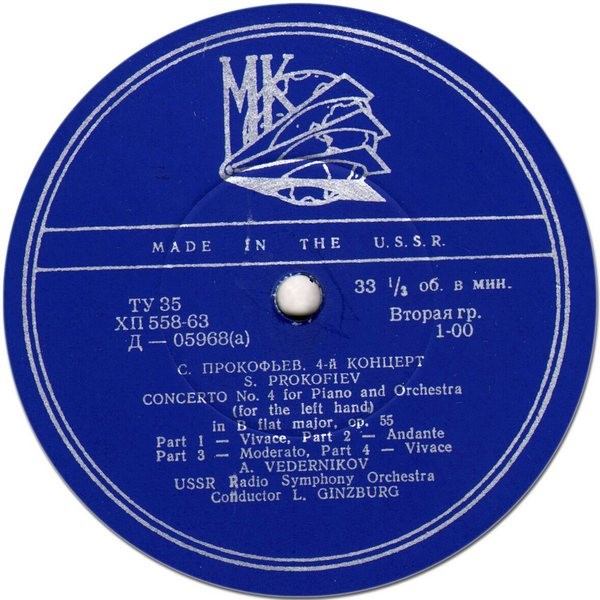 МК
MADE IN THE U.S.S.R.
ТУ 35
ХП 558-63
Д — 05968(а)
33 ⅓ об. в мин.
Вторая гр.
1-00
С. ПРОКОФЬЕВ. 4-й КОНЦЕРТ
S. PROKOFIEV
CONCERTO No. 4 for Piano and Orchestra
(for the left hand)
in B flat major, op. 55
Part 1 — Vivace, Part 2 — Andante
Part 3 — Moderato, Part 4 — Vivace
A. VEDERNIKOV
USSR Radio Symphony Orchestra
Conductor L. GINZBURG